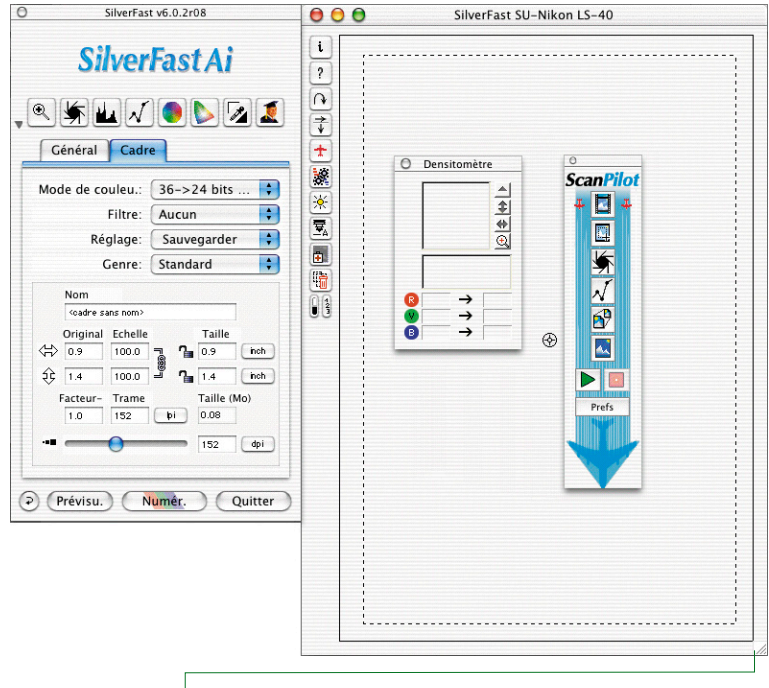 SilverFast v6.0.2r08
SilverFast Ai
Général Cadre
Mode de couleu.: 36->24 bits ...
Filtre: Aucun
Réglage: Sauvegarder
Genre: Standard
Nom
<cadre sans nom>
Original Echelle Taille
0.9 100.0 0.9 inch
1.4 100.0 1.4 inch
Facteur- Trame Taille (Mo)
1.0 152 lpi 0.08
152 dpi
Prévisu. Numér. Quitter
SilverFast SU-Nikon LS-40
i
?
A
1
2
3
Densitomètre
R
V
B
ScanPilot
Prefs